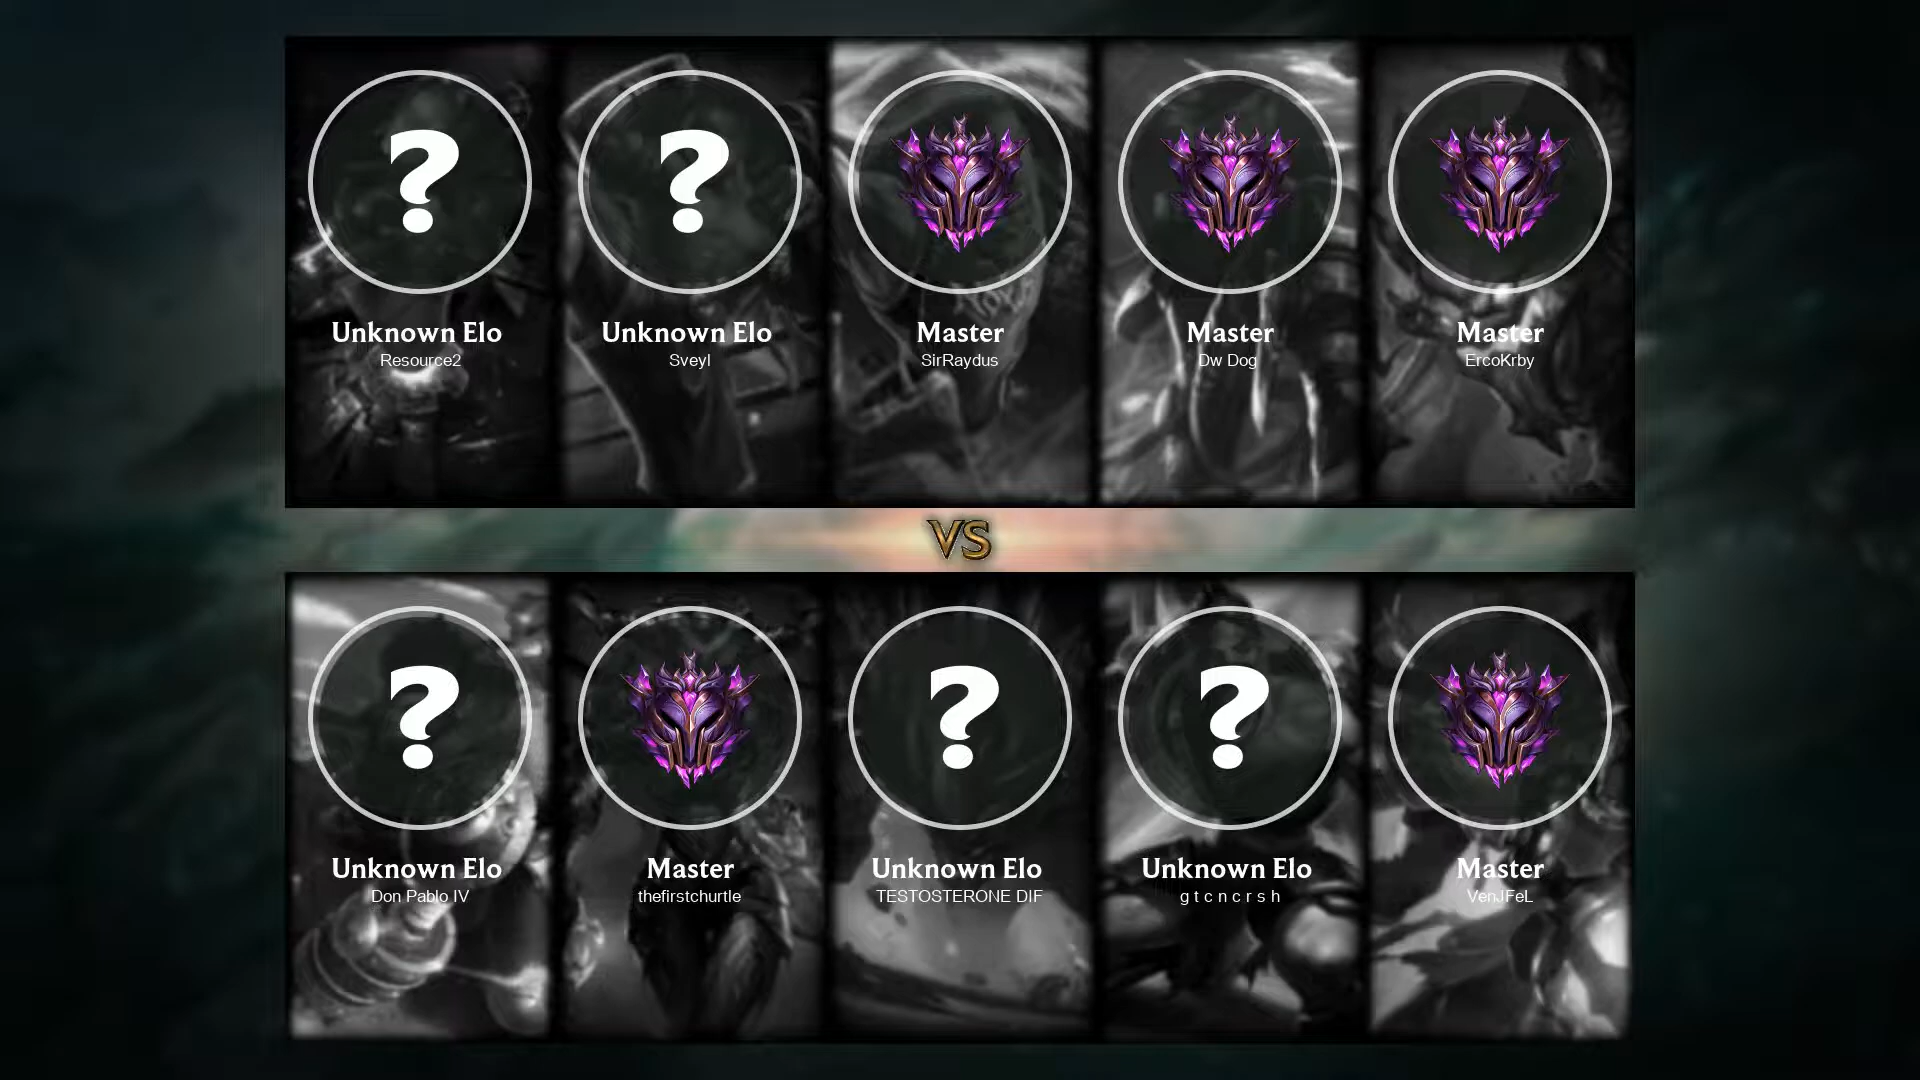 Unknown Elo
Resource2
Unknown Elo
Sveyl
Master
SirRaydus
Master
Dw Dog
Master
ErcoKrby
VS
Unknown Elo
Don Pablo IV
Master
thefirstchurtle
Unknown Elo
TESTOSTERONE DIF
Unknown Elo
g t c n c r s h
Master
VenJFeL